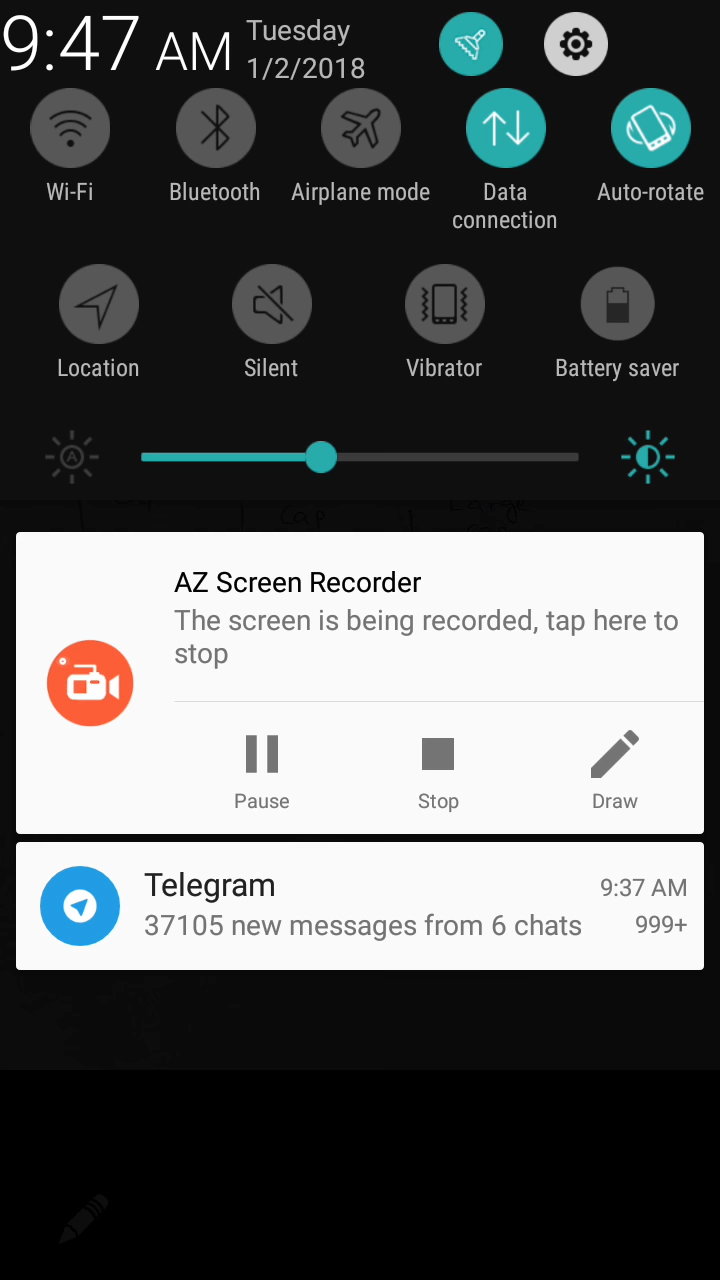 9:47 AM
Tuesday
1/2/2018
Wi-Fi
Bluetooth
Airplane mode
Data
connection
Auto-rotate
Location
Silent
Vibrator
Battery saver
A
Cap
Large
AZ Screen Recorder
The screen is being recorded, tap here to
stop
Pause
Stop
Draw
Telegram
9:37 AM
37105 new messages from 6 chats
999+